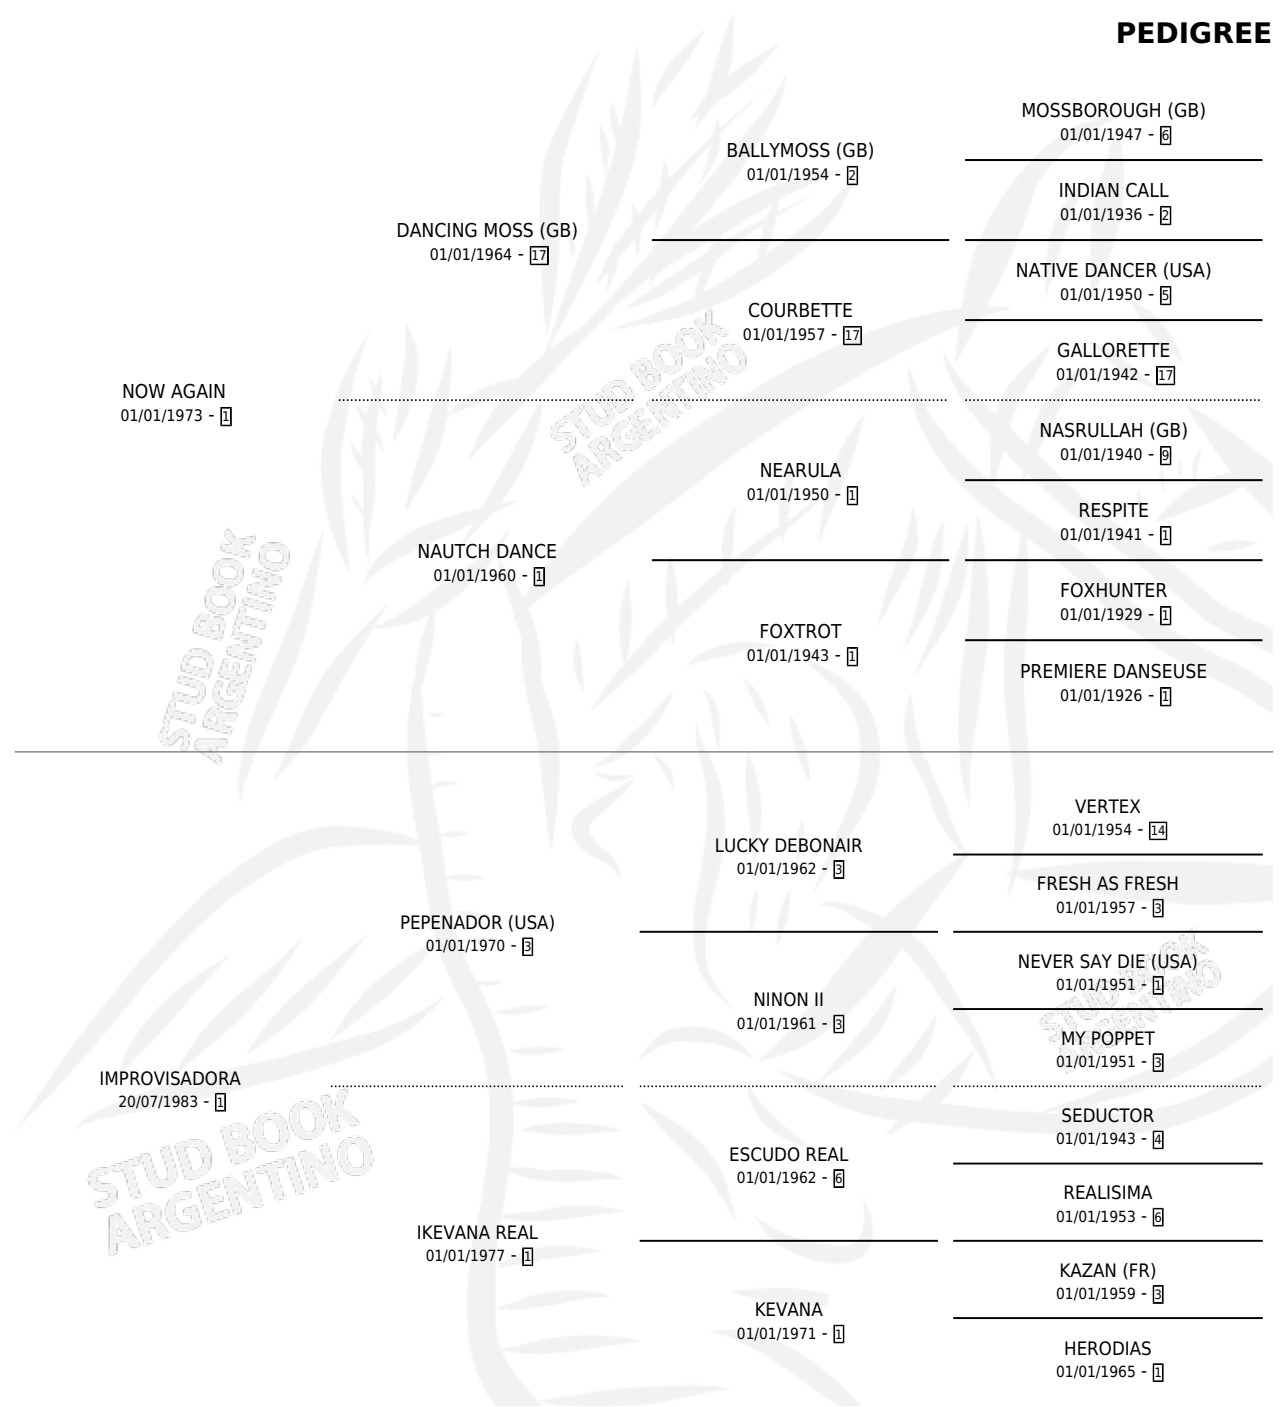 PEDIGREE
MOSSBOROUGH (GB)
01/01/1947 - 6
BALLYMOSS (GB)
01/01/1954 - 2
INDIAN CALL
01/01/1936 - 2
DANCING MOSS (GB)
01/01/1964 - 17
NATIVE DANCER (USA)
01/01/1950 - 5
COURBETTE
01/01/1957 - 17
GALLORETTE
01/01/1942 - 17
NOW AGAIN
01/01/1973 - 1
NASRULLAH (GB)
01/01/1940 - 9
NEARULA
01/01/1950 - 1
RESPITE
01/01/1941 - 1
NAUTCH DANCE
01/01/1960 - 1
FOXHUNTER
01/01/1929 - 1
FOXTROT
01/01/1943 - 1
PREMIERE DANSEUSE
01/01/1926 - 1
VERTEX
01/01/1954 - 14
LUCKY DEBONAIR
01/01/1962 - 3
FRESH AS FRESH
01/01/1957 - 3
PEPENADOR (USA)
01/01/1970 - 3
NEVER SAY DIE (USA)
01/01/1951 - 1
NINON II
01/01/1961 - 3
MY POPPET
01/01/1951 - 3
IMPROVISADORA
20/07/1983 - 1
SEDUCTOR
01/01/1943 - 4
ESCUDO REAL
01/01/1962 - 6
REALISIMA
01/01/1953 - 6
IKEVANA REAL
01/01/1977 - 1
KAZAN (FR)
01/01/1959 - 3
KEVANA
01/01/1971 - 1
HERODIAS
01/01/1965 - 1
STUD BOOK
ARGENTINO
STUD BOOK
ARGENTINO
STUD BOOK
ARGENTINO
STUD BOOK
ARGENTINO